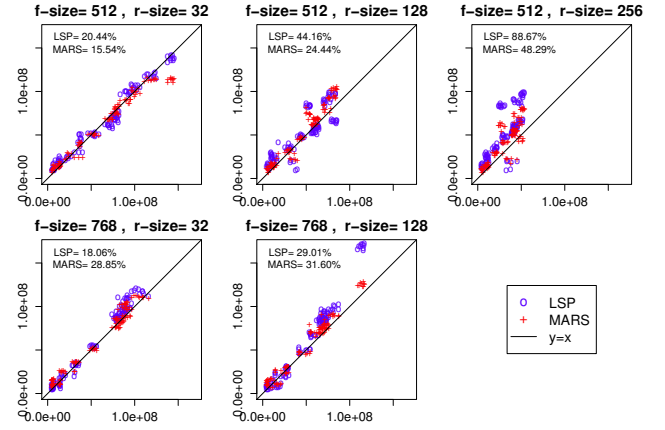 f-size= 512 , r-size= 32
f-size= 512 , r-size= 128
f-size= 512 , r-size= 256
LSP= 20.44%
MARS= 15.54%
LSP= 44.16%
MARS= 24.44%
LSP= 88.67%
MARS= 48.29%
1.0e+08
0.0e+00
1.0e+08
0.0e+00
1.0e+08
0.0e+00
0.0e+00
1.0e+08
0.0e+00
1.0e+08
0.0e+00
1.0e+08
f-size= 768 , r-size= 32
f-size= 768 , r-size= 128
LSP= 18.06%
MARS= 28.85%
LSP= 29.01%
MARS= 31.60%
1.0e+08
0.0e+00
1.0e+08
0.0e+00
0.0e+00
1.0e+08
0.0e+00
1.0e+08
LSP
MARS
y=x